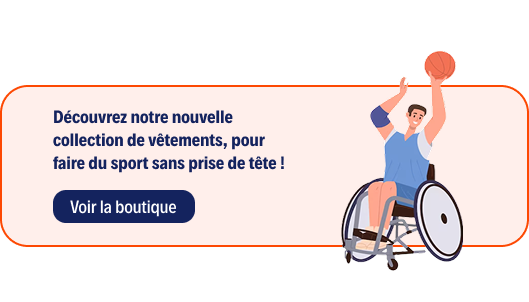 Découvrez notre nouvelle
collection de vêtements, pour
faire du sport sans prise de tête !
Voir la boutique